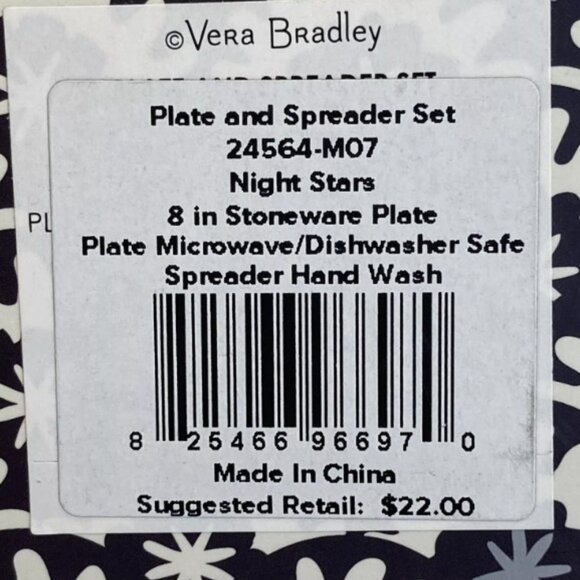 ©Vera Bradley
Plate and Spreader Set
24564-M07
Night Stars
8 in Stoneware Plate
PL
Plate Microwave/Dishwasher Safe
Spreader Hand Wash
8 25466 96697 0
Made In China
Suggested Retail: $22.00